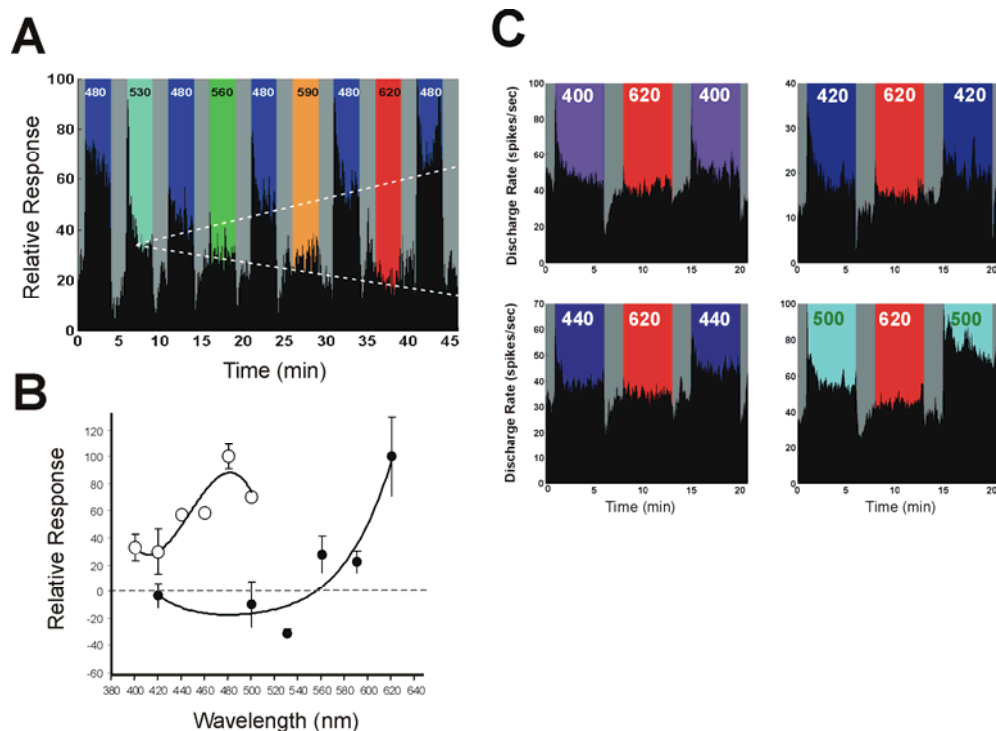 A
Relative Response
100
80
60
40
20
0
480 530 480 560 480 590 480 620 480
0 5 10 15 20 25 30 35 40 45
Time (min)
B
Relative Response
120
100
80
60
40
20
0
-20
-40
-60
380 400 420 440 460 480 500 520 540 560 580 600 620 640
Wavelength (nm)
C
Discharge Rate (spikes/sec)
100
80
60
40
20
0
400 620 400
0 5 10 15 20
40
30
20
10
0
420 620 420
0 5 10 15 20
Discharge Rate (spikes/sec)
70
60
50
40
30
20
10
0
440 620 440
0 5 10 15 20
Time (min)
100
80
60
40
20
0
500 620 500
0 5 10 15 20
Time (min)